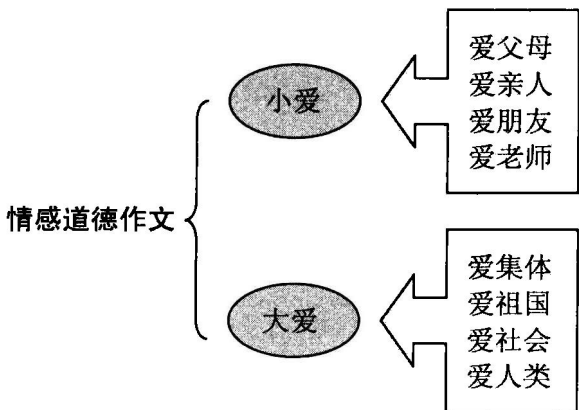 情感道德作文
小爱
爱父母
爱亲人
爱朋友
爱老师
大爱
爱集体
爱祖国
爱社会
爱人类